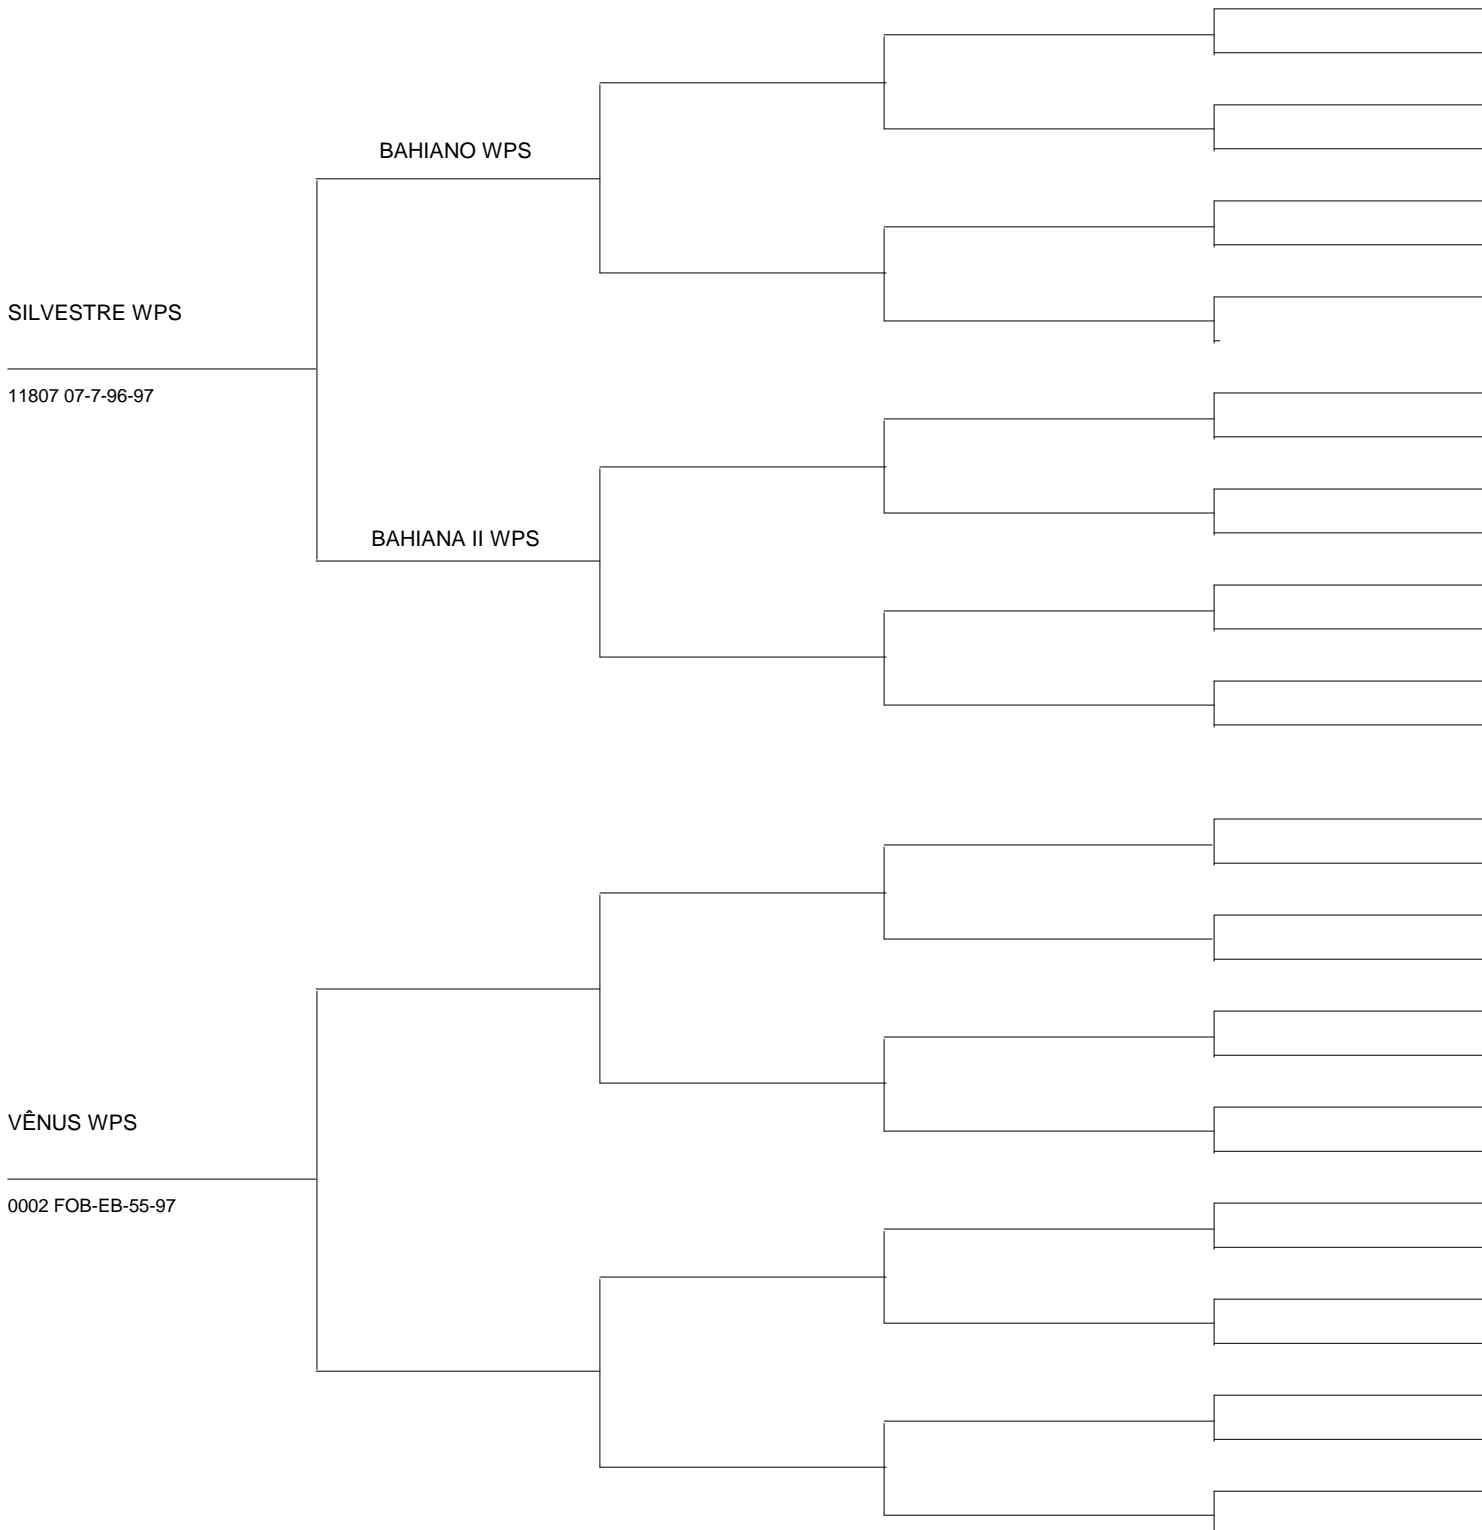 BAHIANO WPS
SILVESTRE WPS
11807 07-7-96-97
BAHIANA II WPS
VÊNUS WPS
0002 FOB-EB-55-97